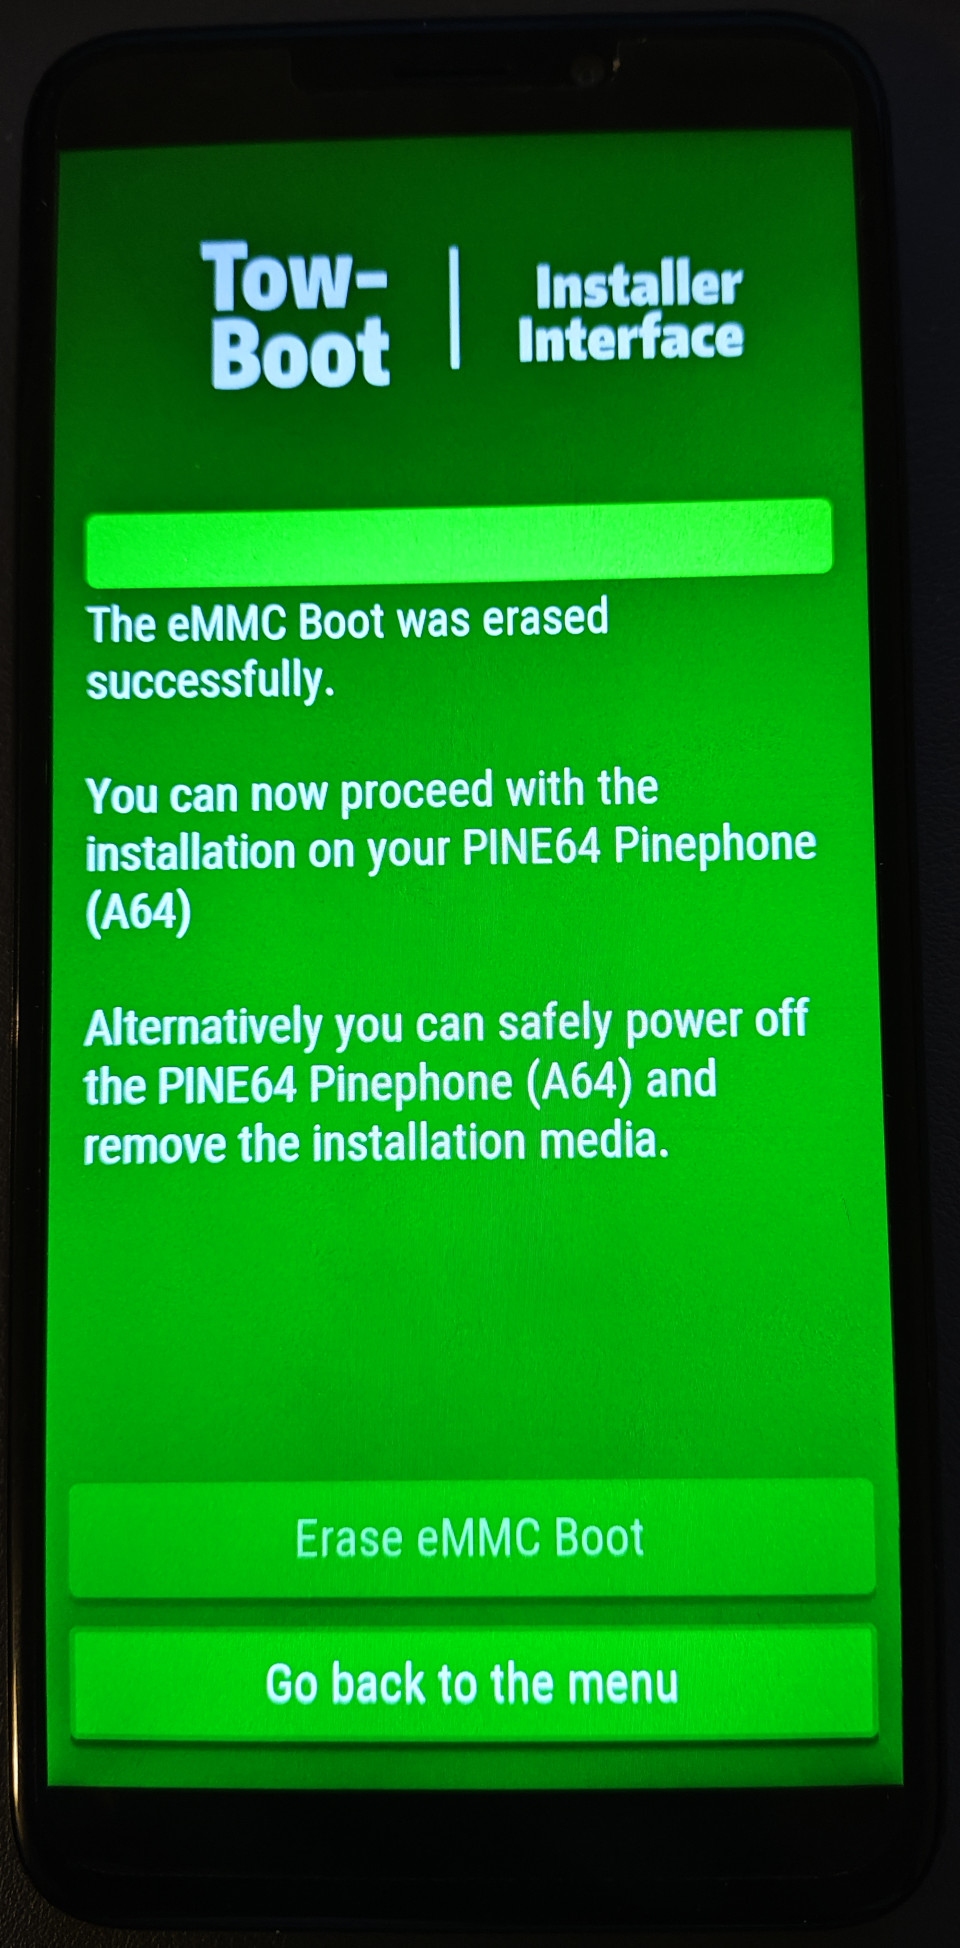 Tow-
Boot
Installer
Interface
The eMMC Boot was erased
successfully.
You can now proceed with the
installation on your PINE64 Pinephone
(A64)
Alternatively you can safely power off
the PINE64 Pinephone (A64) and
remove the installation media.
Erase eMMC Boot
Go back to the menu